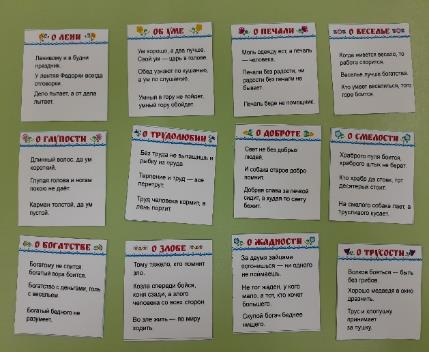 О ЛЕНИ
Ленивому и в будни
праздник.
У лентяя Федорки всегда
отговорки.
Дело пытает, а от дела
лытает.
ОБ УМЕ
Ум хорошо, а два лучше.
Свой ум — царь в голове.
Обед узнают по кушанью,
а ум по слушанью.
Умный в гору не пойдет,
умный гору обойдет.
О ПЕЧАЛИ
Моль одежду ест, а печаль
— человека.
Печали без радости, ни
радости без печали не
бывает.
Печаль беде не помощник.
О ВЕСЕЛЬЕ
Когда живется весело, то
работа спорится.
Веселье лучше богатства.
Кто умеет веселиться, того
горе боится.
О ГЛУПОСТИ
Длинный волос, да ум
короткий.
Глупая голова и ногам
покою не даёт.
Карман толстой, да ум
пустой.
О ТРУДОЛЮБИИ
Без труда не вытащишь и
рыбку из пруда.
Терпение и труд — все
перетрут.
Труд человека кормит, а
лень портит.
О ДОБРОТЕ
Свет не без добрых
людей.
И собака старое добро
помнит.
Добрая слава за печкой
сидит, а худая по свету
бежит.
О СМЕЛОСТИ
Храброго пуля боится,
храброго штык не берет.
Кто храбр да стоек, тот
десятерых стоит.
На смелого собака лает, а
трусливого кусает.
О БОГАТСТВЕ
Богатому не спится
богатый вора боится.
Богатство с деньгами, голь
с весельем.
Богатый бедного не
разумеет.
О ЗЛОБЕ
Тому тяжело, кто помнит
зло.
Козла спереди бойся,
коня сзади, а злого
человека со всех сторон.
Во зле жить — по миру
ходить.
О ЖАДНОСТИ
За двумя зайцами
погонишься — ни одного
не поймаешь.
Не тот жаден, у кого
мало, а тот, кто хочет
большего.
Скупой богач беднее
нищего.
О ТРУСОСТИ
Волков бояться — быть
без грибов.
Хорошо медведя в окно
дразнить.
Трус и хлопушку
принимает
за пушку.